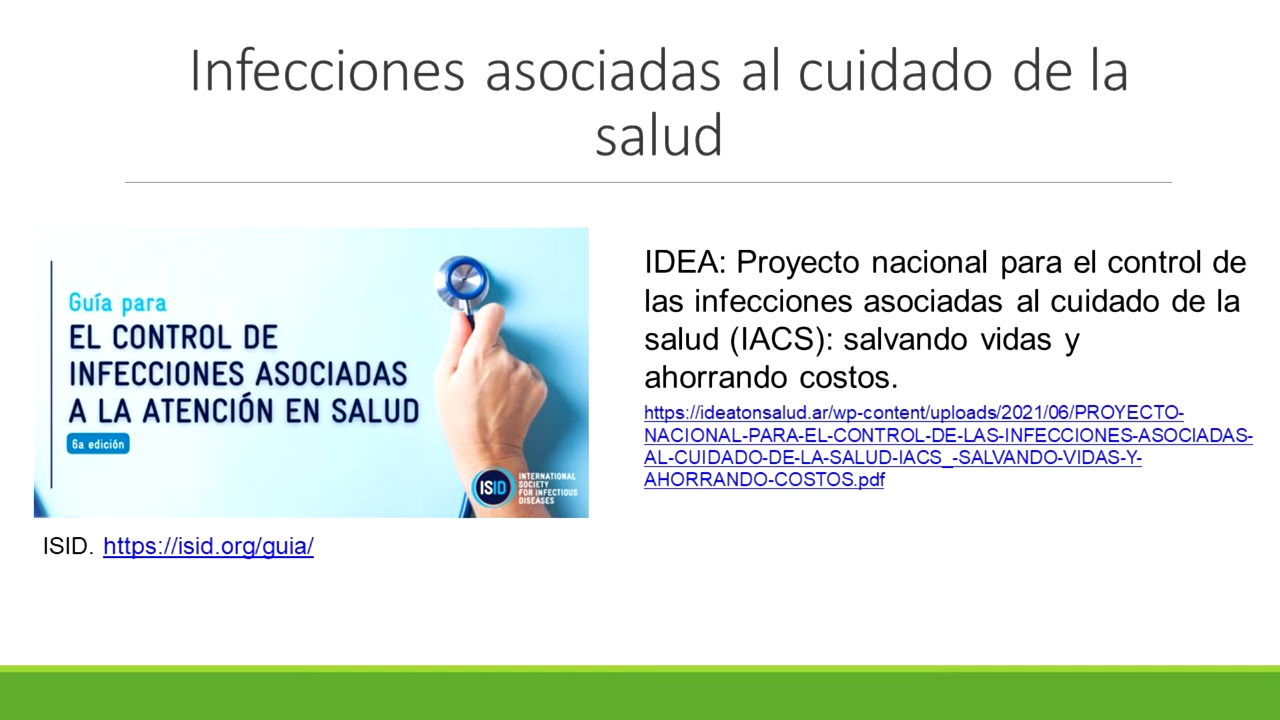 Infecciones asociadas al cuidado de la
salud
Guía para
EL CONTROL DE
INFECCIONES ASOCIADAS
A LA ATENCIÓN EN SALUD
6a edición
ISID
INTERNATIONAL
SOCIETY
FOR INFECTIOUS
DISEASES
ISID. https://isid.org/guia/
IDEA: Proyecto nacional para el control de
las infecciones asociadas al cuidado de la
salud (IACS): salvando vidas y
ahorrando costos.
https://ideatonsalud.ar/wp-content/uploads/2021/06/PROYECTO-
NACIONAL-PARA-EL-CONTROL-DE-LAS-INFECCIONES-ASOCIADAS-
AL-CUIDADO-DE-LA-SALUD-IACS_-SALVANDO-VIDAS-Y-
AHORRANDO-COSTOS.pdf